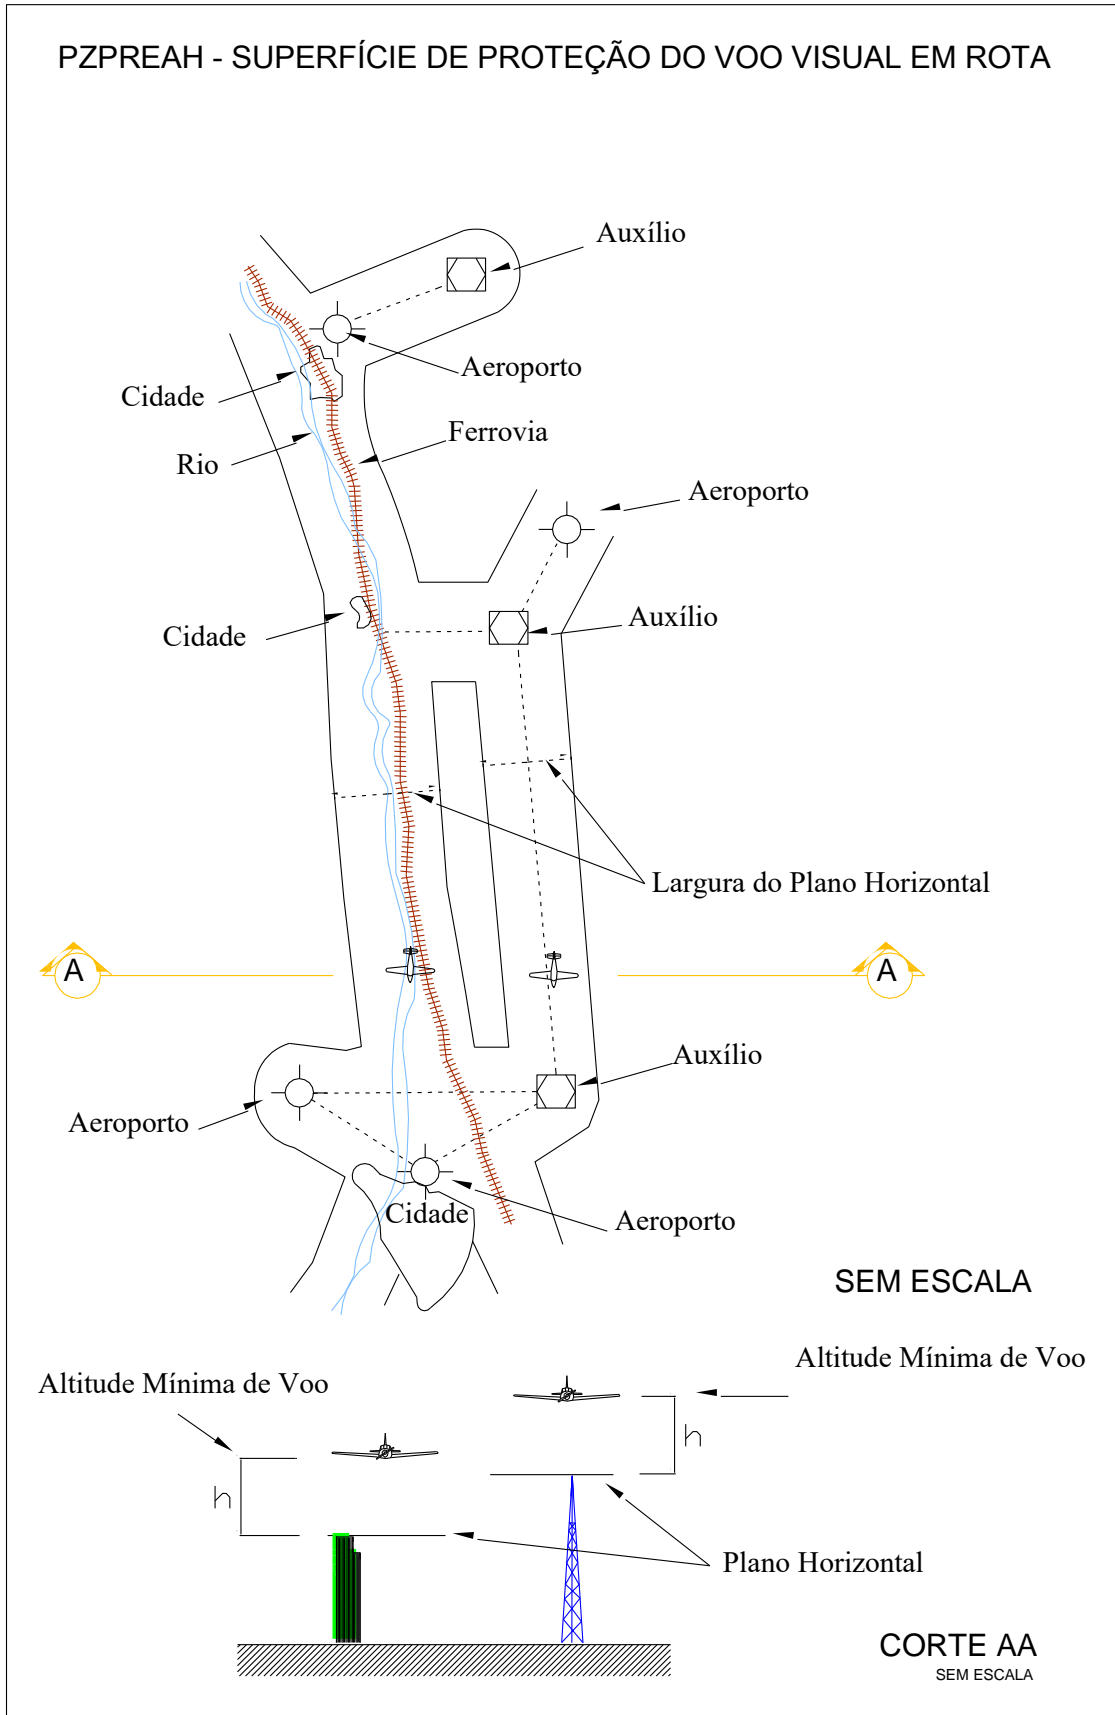 PZPREAH - SUPERFÍCIE DE PROTEÇÃO DO VOO VISUAL EM ROTA
Auxílio
Aeroporto
Cidade
Ferrovia
Rio
Aeroporto
Auxílio
Cidade
Largura do Plano Horizontal
A
A
Auxílio
Aeroporto
Cidade
Aeroporto
SEM ESCALA
Altitude Mínima de Voo
Altitude Mínima de Voo
h
h
Plano Horizontal
CORTE AA
SEM ESCALA